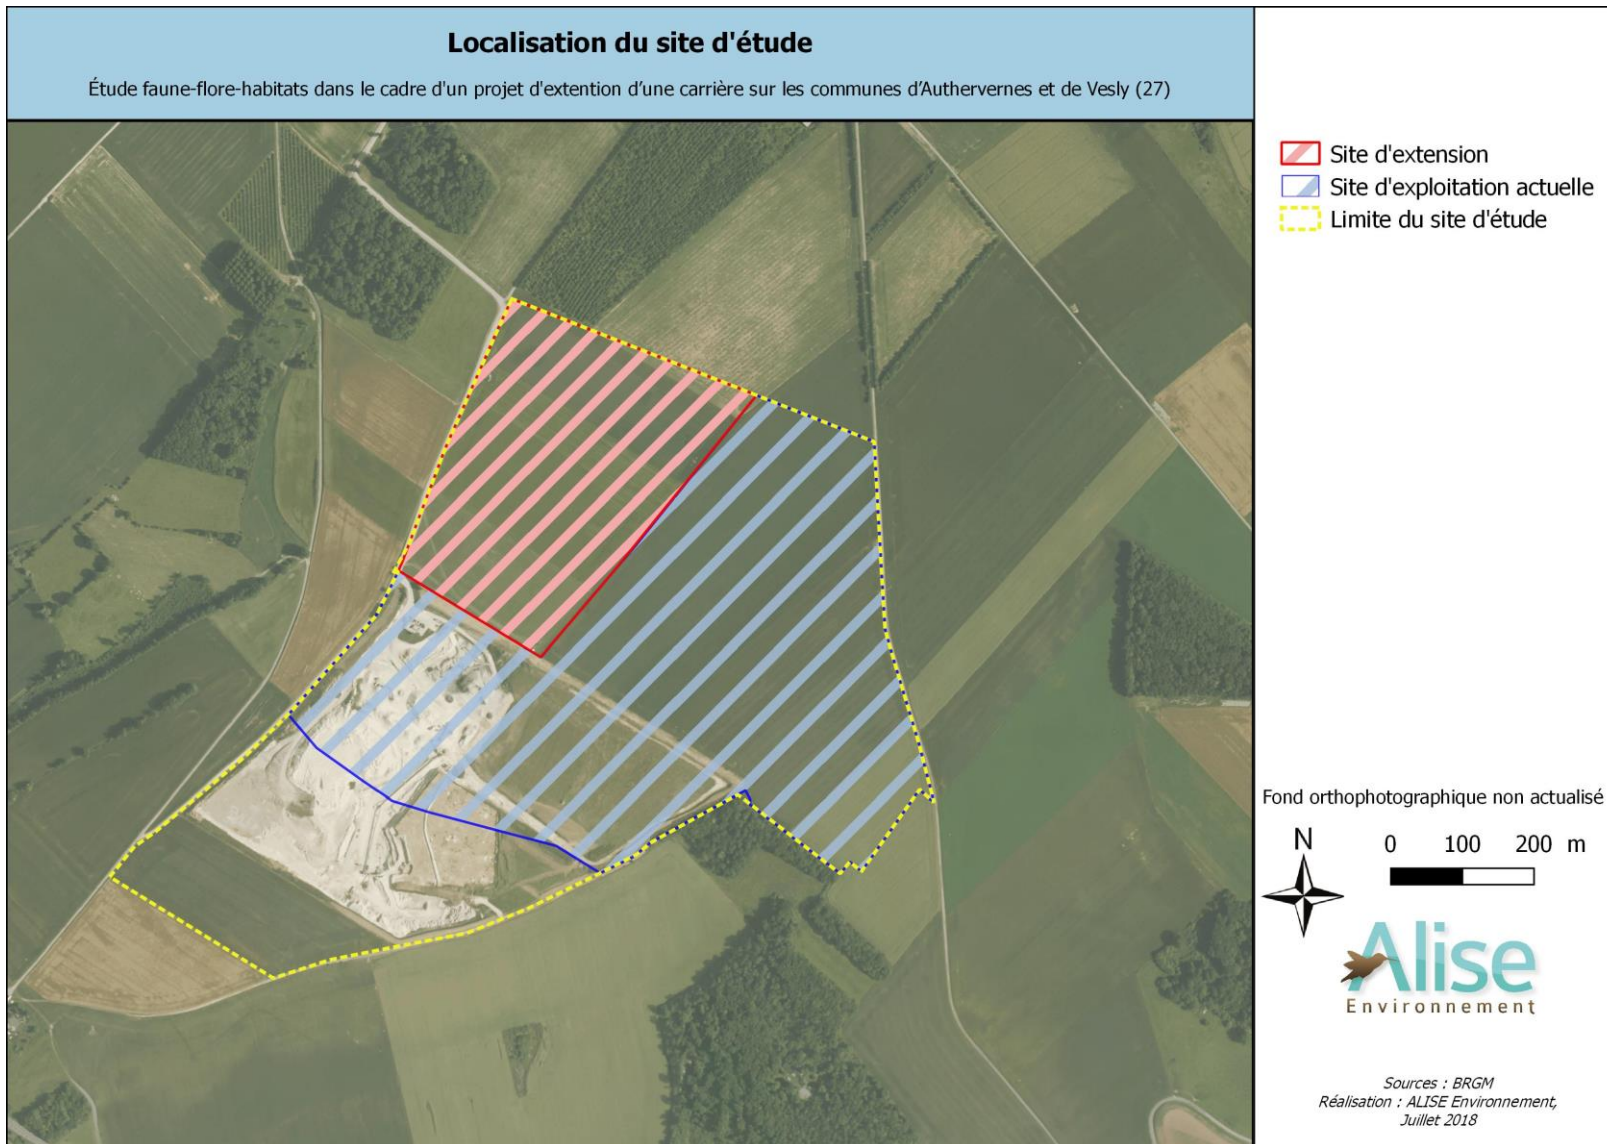 Localisation du site d'étude
Étude faune-flore-habitats dans le cadre d'un projet d'extention d’une carrière sur les communes d’Authervernes et de Vesly (27)
Site d'extension
Site d'exploitation actuelle
Limite du site d'étude
Fond orthophotographique non actualisé
N
0 100 200 m
Alise
Environnement
Sources : BRGM
Réalisation : ALISE Environnement,
Juillet 2018